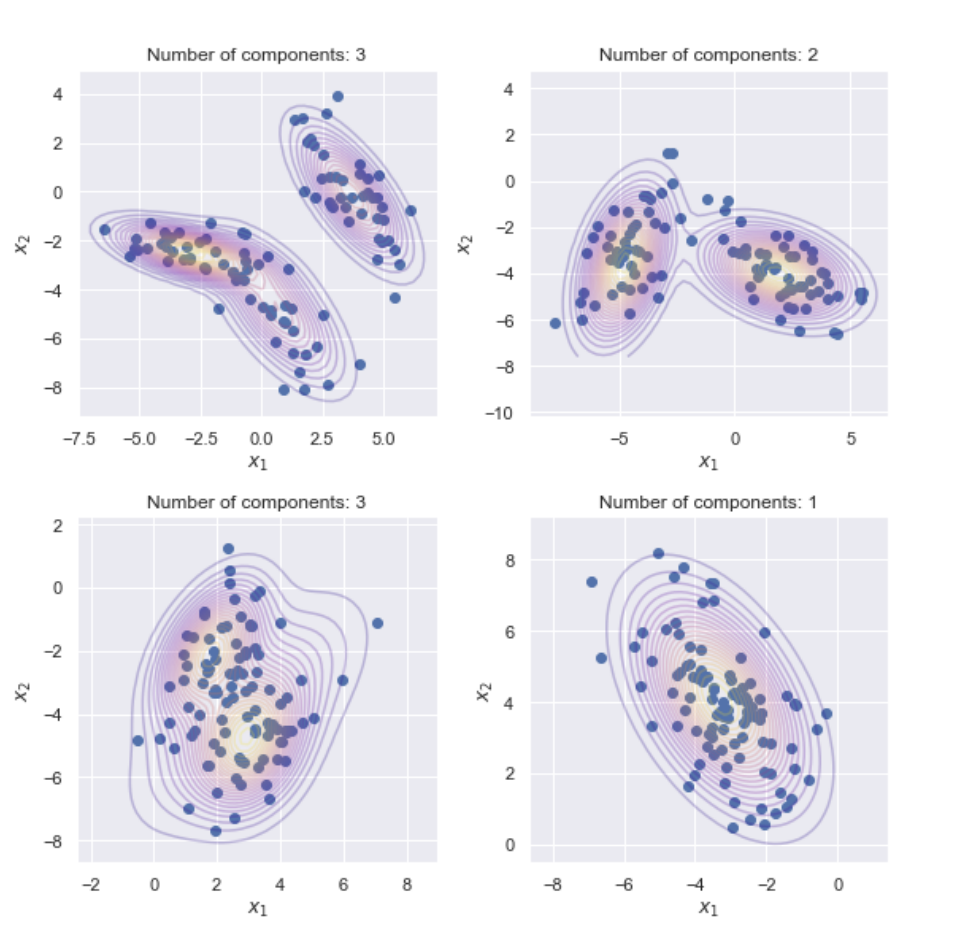 Number of components: 3
4
2
0
−2
−4
−6
−8
x2
−7.5 −5.0 −2.5 0.0 2.5 5.0
x1
Number of components: 2
4
2
0
−2
−4
−6
−8
−10
x2
−5 0 5
x1
Number of components: 3
2
0
−2
−4
−6
−8
x2
−2 0 2 4 6 8
x1
Number of components: 1
8
6
4
2
0
x2
−8 −6 −4 −2 0
x1